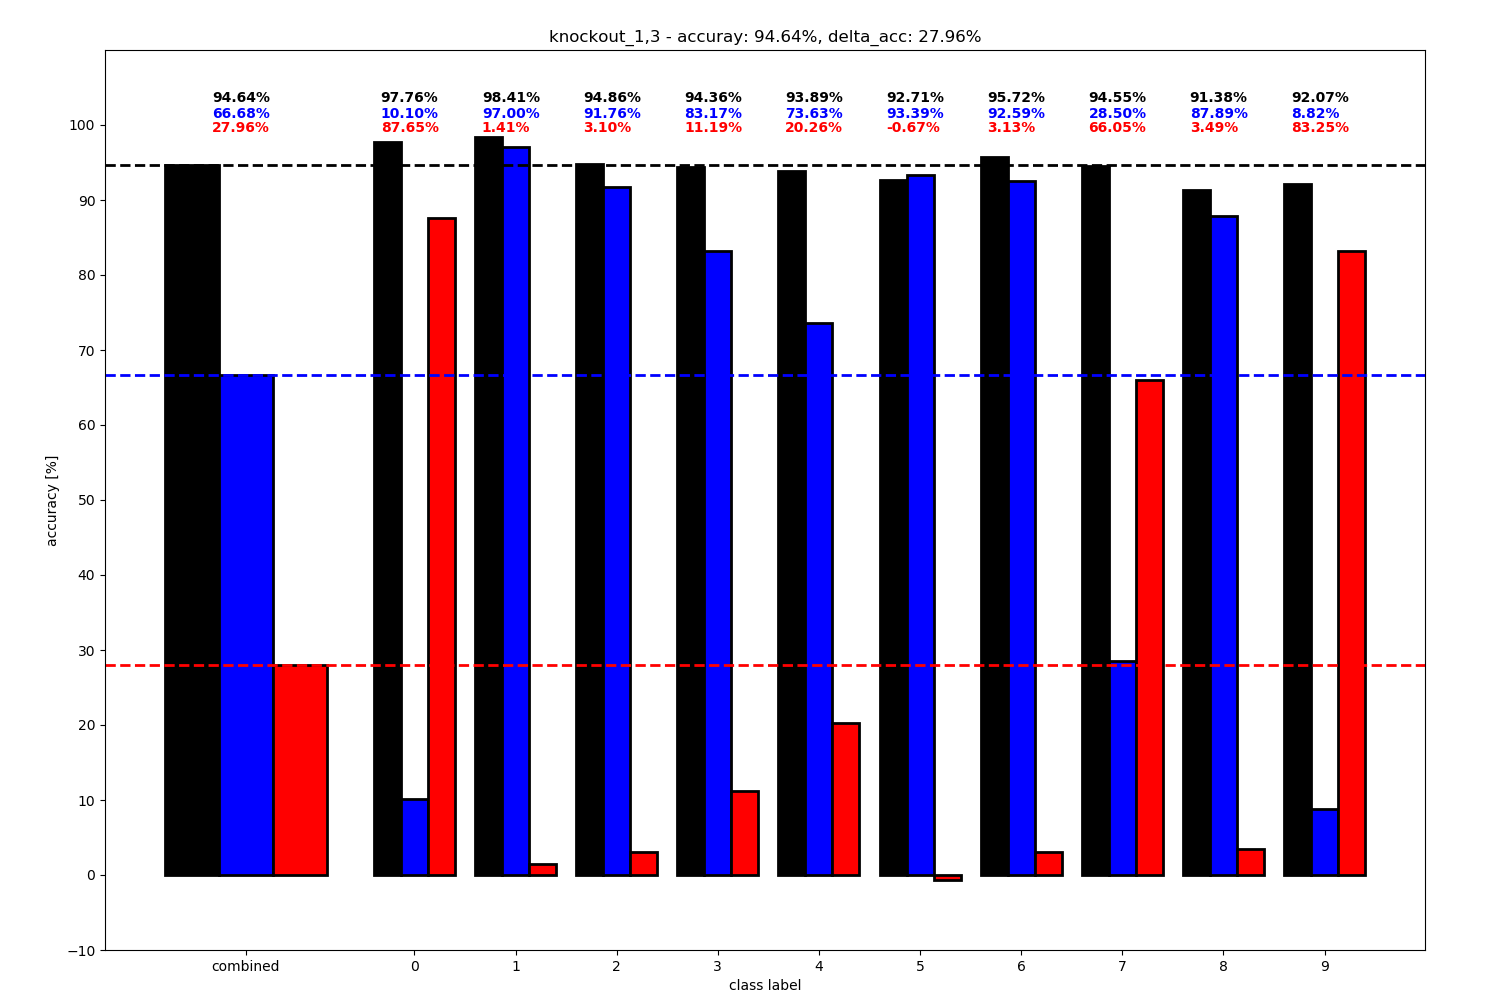 knockout_1,3 - accuray: 94.64%, delta_acc: 27.96%
94.64% 97.76% 98.41% 94.86% 94.36% 93.89% 92.71% 95.72% 94.55% 91.38% 92.07%
66.68% 10.10% 97.00% 91.76% 83.17% 73.63% 93.39% 92.59% 28.50% 87.89% 8.82%
27.96% 87.65% 1.41% 3.10% 11.19% 20.26% -0.67% 3.13% 66.05% 3.49% 83.25%
100
90
80
70
60
50
40
30
20
10
0
−10
accuracy [%]
combined 0 1 2 3 4 5 6 7 8 9
class label